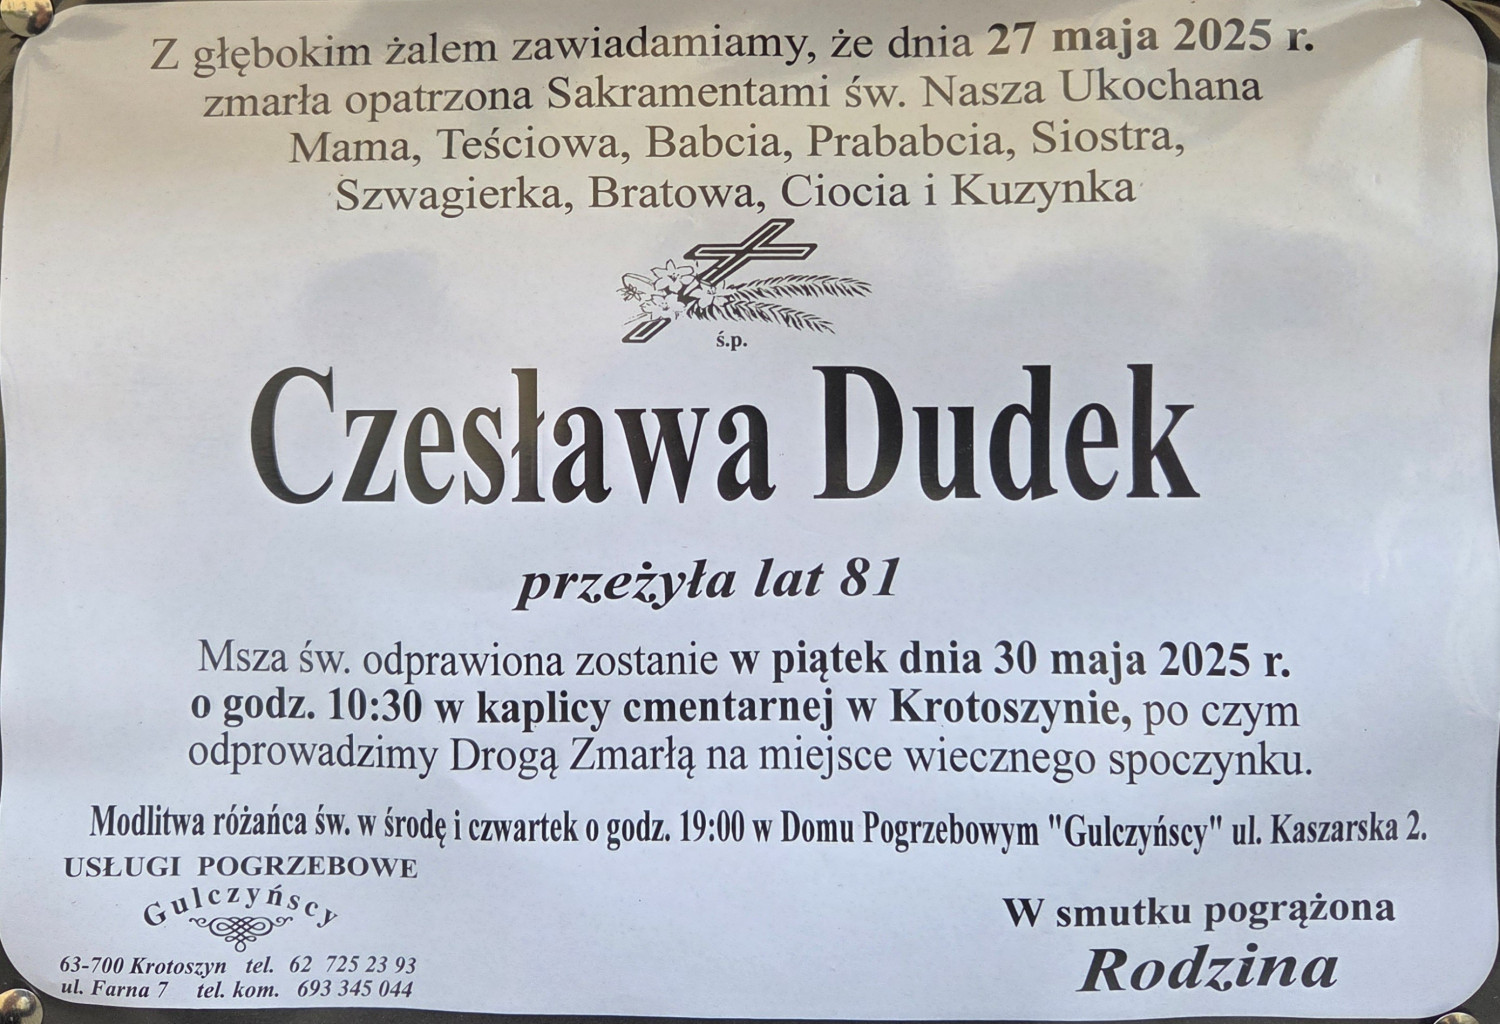 Z głębokim żalem zawiadamiamy, że dnia 27 maja 2025 r.
zmarła opatrzona Sakramentami św. Nasza Ukochana
Mama, Teściowa, Babcia, Prababcia, Siostra,
Szwagierka, Bratowa, Ciocia i Kuzynka
ś.p.
Czesława Dudek
przeżyła lat 81
Msza św. odprawiona zostanie w piątek dnia 30 maja 2025 r.
o godz. 10:30 w kaplicy cmentarnej w Krotoszynie, po czym
odprowadzimy Drogą Zmarłą na miejsce wiecznego spoczynku.
Modlitwa różańca św. w środę i czwartek o godz. 19:00 w Domu Pogrzebowym "Gulczyńscy" ul. Kaszarska 2.
USŁUGI POGRZEBOWE
Gulczyńscy
63-700 Krotoszyn tel. 62 725 23 93
ul. Farna 7 tel. kom. 693 345 044
W smutku pogrążona
Rodzina